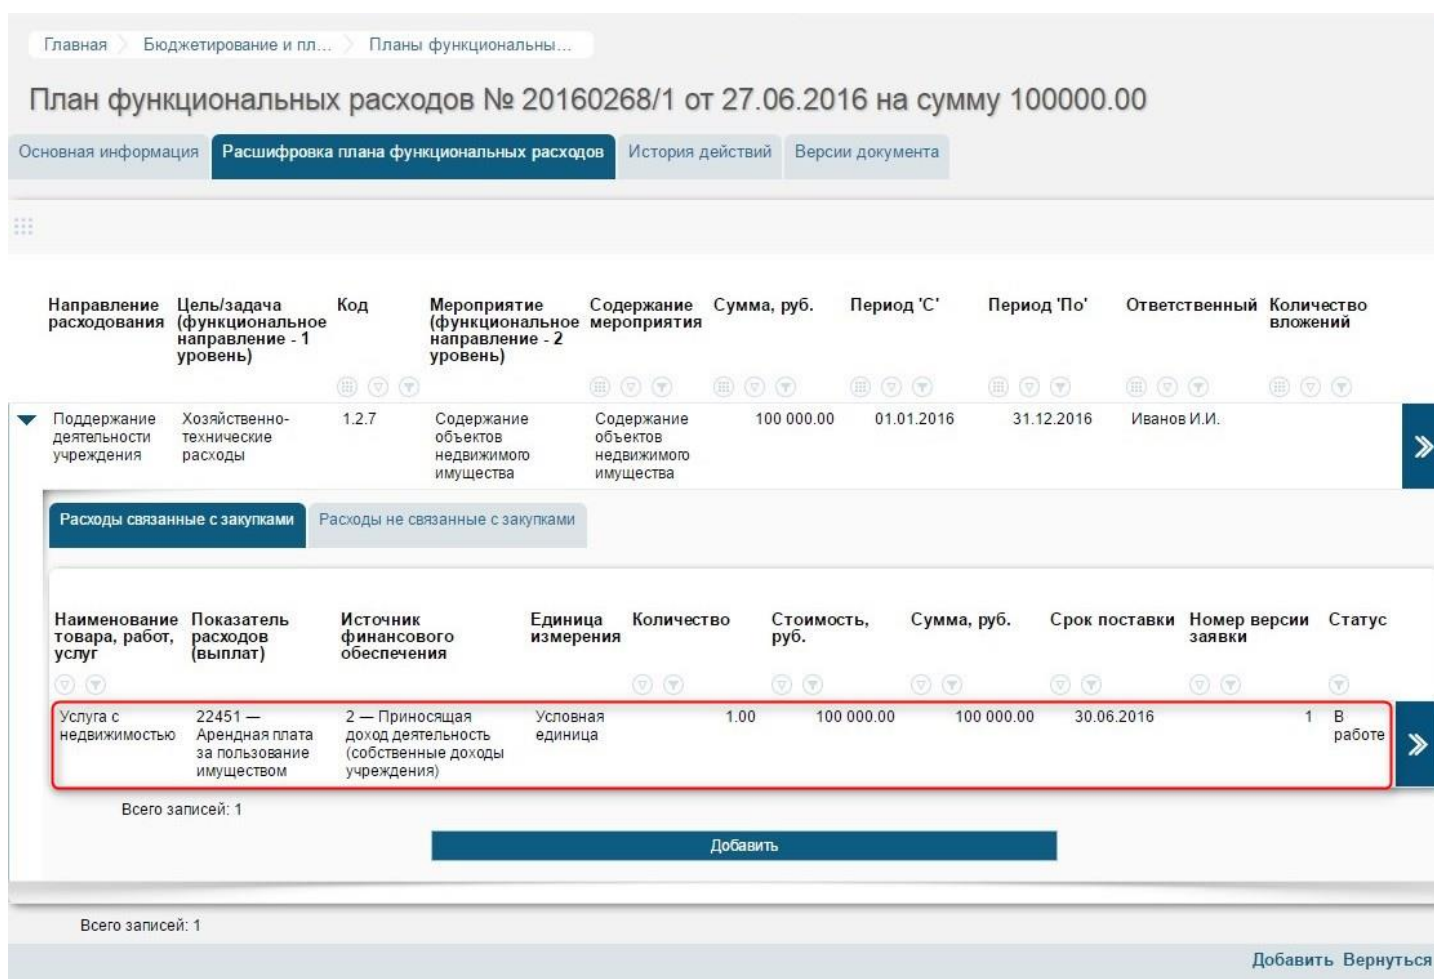 Главная Бюджетирование и пл... Планы функциональны...
План функциональных расходов № 20160268/1 от 27.06.2016 на сумму 100000.00
Основная информация Расшифровка плана функциональных расходов История действий Версии документа
Направление Цель/задача Код Мероприятие Содержание Сумма, руб. Период 'С' Период 'По' Ответственный Количество
расходования (функциональное (функциональное мероприятия вложений
направление - 1 направление - 2
уровень) уровень)
Поддержание Хозяйственно- 1.2.7 Содержание Содержание 100 000.00 01.01.2016 31.12.2016 Иванов И.И.
деятельности технические объектов объектов
учреждения расходы недвижимого недвижимого
имущества имущества
Расходы связанные с закупками Расходы не связанные с закупками
Наименование Показатель Источник Единица Количество Стоимость, Сумма, руб. Срок поставки Номер версии Статус
товара, работ, расходов финансового измерения руб. заявки
услуг (выплат) обеспечения
Услуга с 22451 — 2 — Приносящая Условная 1.00 100 000.00 100 000.00 30.06.2016 1 В
недвижимостью Арендная плата доход деятельность единица работе
за пользование (собственные доходы
имуществом учреждения)
Всего записей: 1
Добавить
Всего записей: 1
Добавить Вернуться